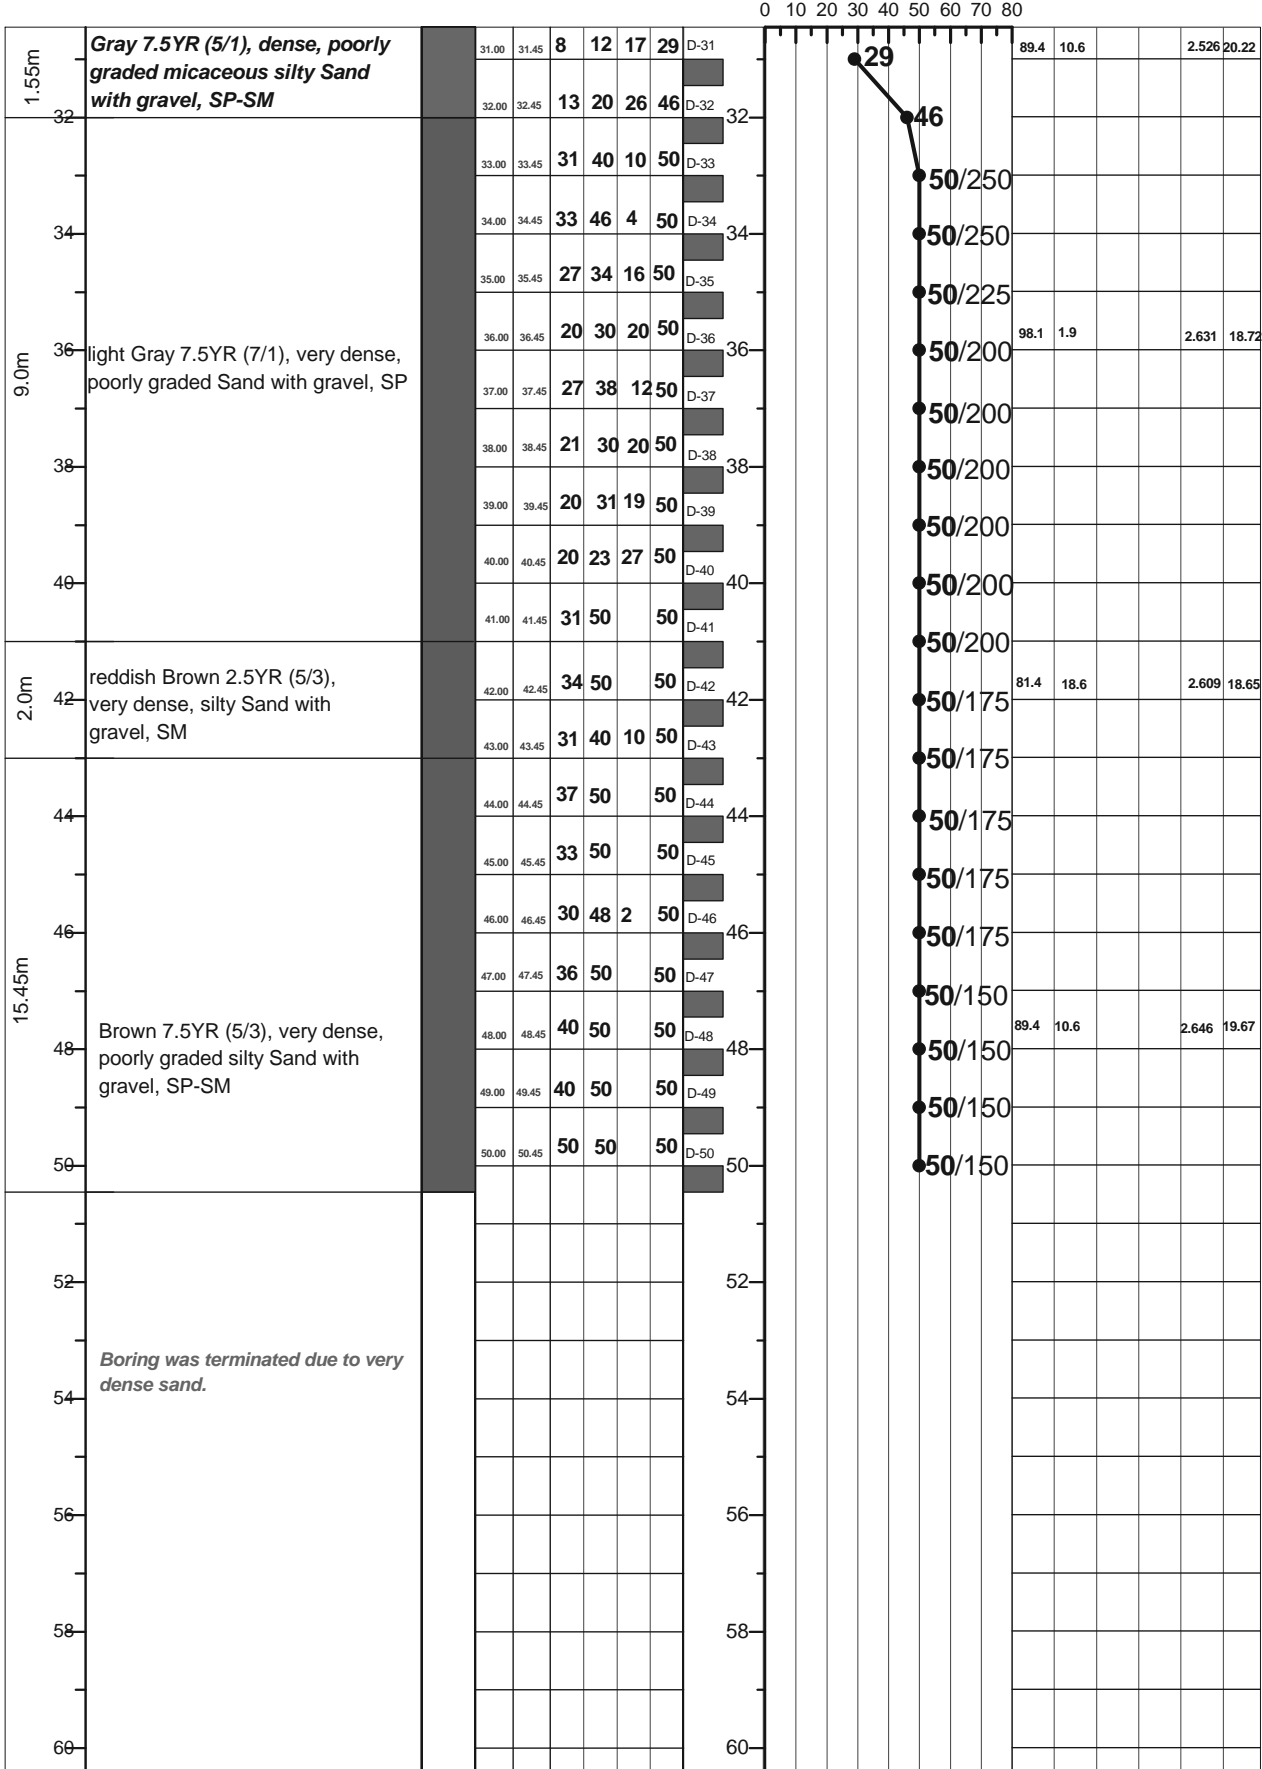 0 10 20 30 40 50 60 70 80
1.55m
Gray 7.5YR (5/1), dense, poorly
graded micaceous silty Sand
with gravel, SP-SM
31.00 31.45 8 12 17 29 D-31
29
89.4 10.6 2.526 20.22
32.00 32.45 13 20 26 46 D-32
32 32
46
33.00 33.45 31 40 10 50 D-33
50/250
34.00 34.45 33 46 4 50 D-34
34 34
50/250
35.00 35.45 27 34 16 50 D-35
50/225
9.0m
light Gray 7.5YR (7/1), very dense,
poorly graded Sand with gravel, SP
36.00 36.45 20 30 20 50 D-36
36 36
50/200
98.1 1.9 2.631 18.72
37.00 37.45 27 38 12 50 D-37
50/200
38.00 38.45 21 30 20 50 D-38
38 38
50/200
39.00 39.45 20 31 19 50 D-39
50/200
40.00 40.45 20 23 27 50 D-40
40 40
50/200
41.00 41.45 31 50 50 D-41
50/200
2.0m
reddish Brown 2.5YR (5/3),
very dense, silty Sand with
gravel, SM
42.00 42.45 34 50 50 D-42
42 42
50/175
81.4 18.6 2.609 18.65
43.00 43.45 31 40 10 50 D-43
50/175
44.00 44.45 37 50 50 D-44
44 44
50/175
45.00 45.45 33 50 50 D-45
50/175
46.00 46.45 30 48 2 50 D-46
46 46
50/175
15.45m
47.00 47.45 36 50 50 D-47
50/150
Brown 7.5YR (5/3), very dense,
poorly graded silty Sand with
gravel, SP-SM
48.00 48.45 40 50 50 D-48
48 48
50/150
89.4 10.6 2.646 19.67
49.00 49.45 40 50 50 D-49
50/150
50.00 50.45 50 50 50 D-50
50 50
50/150
52 52
Boring was terminated due to very
dense sand.
54 54
56 56
58 58
60 60